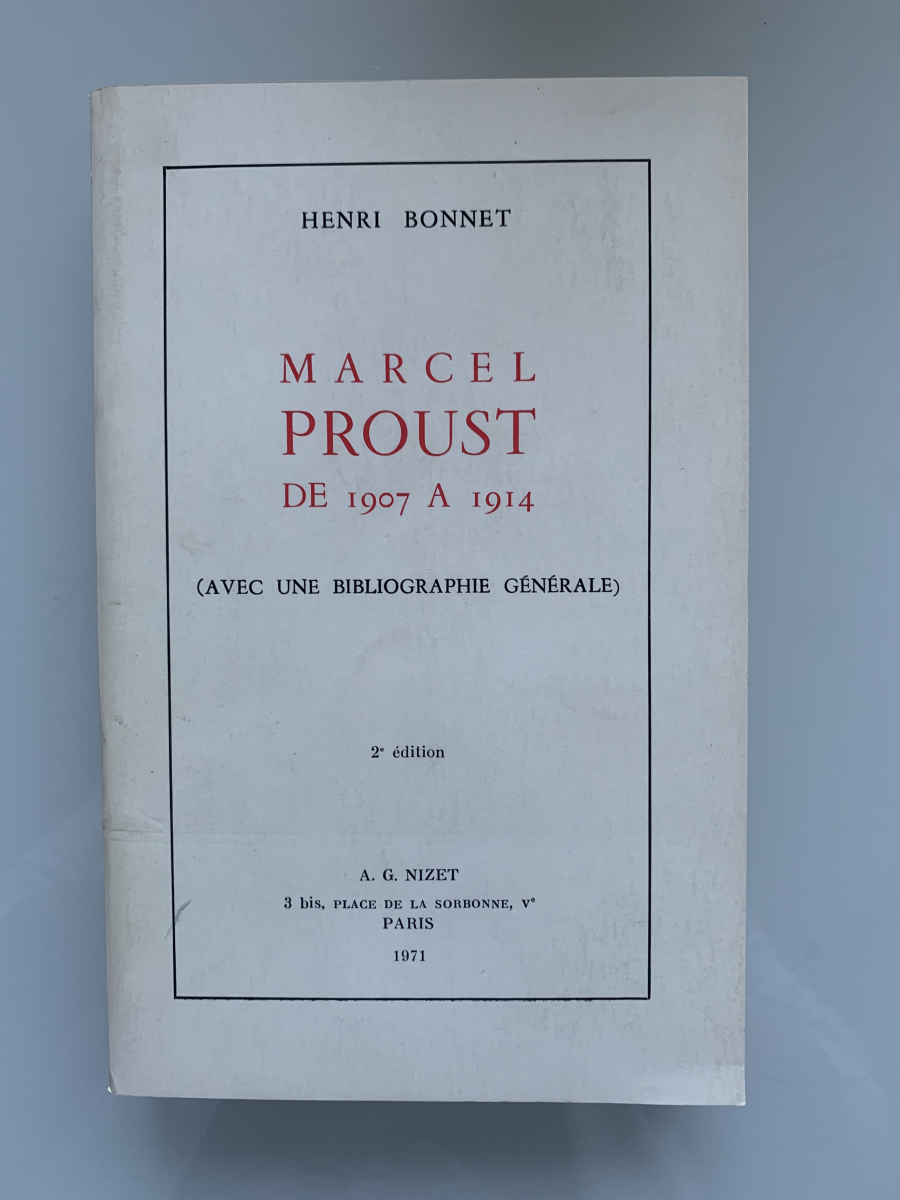 HENRI BONNET
MARCEL
PROUST
DE 1907 A 1914
(AVEC UNE BIBLIOGRAPHIE GÉNÉRALE)
2e édition
A. G. NIZET
3 bis, PLACE DE LA SORBONNE, Ve
PARIS
1971